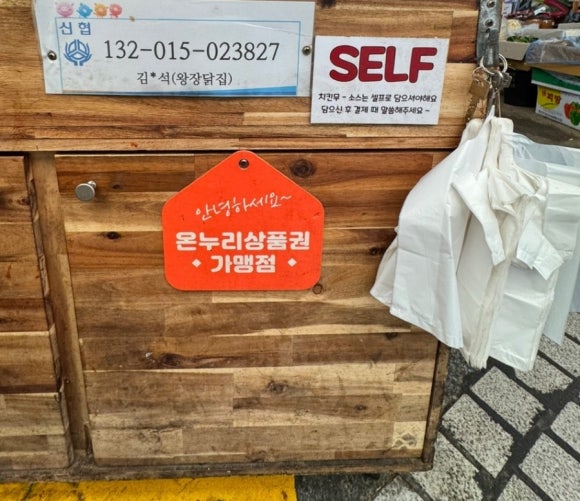 신협
132-015-023827
김*석(왕장닭집)
SELF
치킨무 - 소스는 셀프로 담으셔야해요
담으신 후 결제 때 말씀해주세요~
안녕하세요~
온누리상품권
가맹점